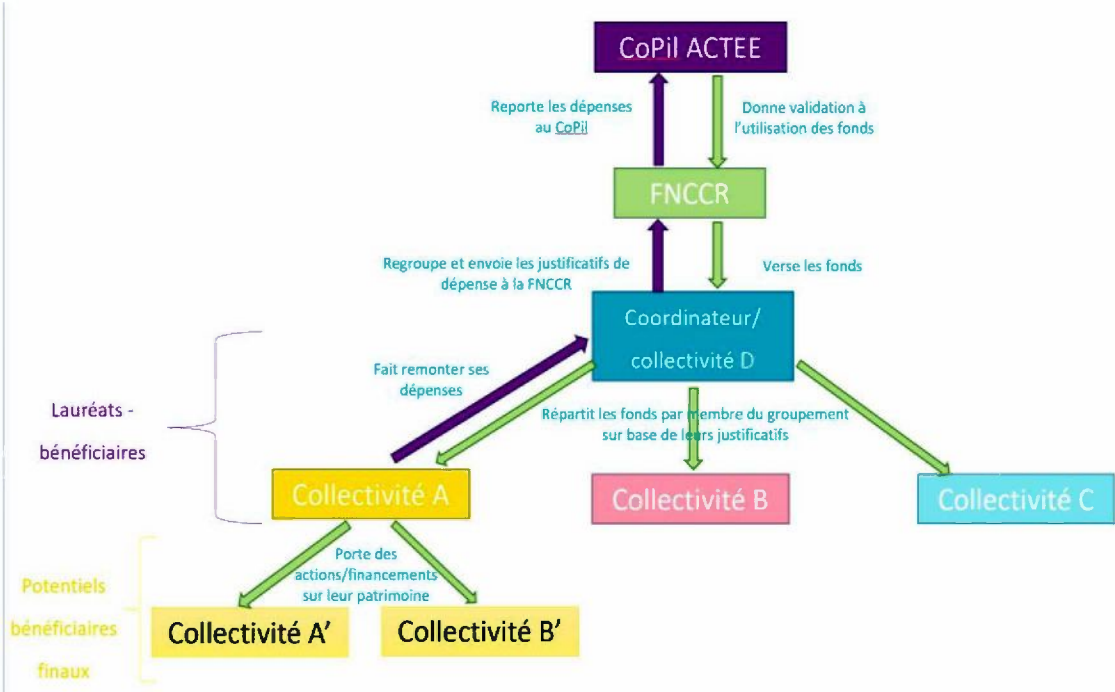 CoPil ACTEE
Reporte les dépenses
au CoPil
Donne validation à
l'utilisation des fonds
FNCCR
Regroupe et envoie les justificatifs de
dépense à la FNCCR
Verse les fonds
Coordinateur/
collectivité D
Fait remonter ses
dépenses
Lauréats -
bénéficiaires
Répartit les fonds par membre du groupement
sur base de leurs justificatifs
Collectivité A
Collectivité B
Collectivité C
Porte des
actions/financements
sur leur patrimoine
Potentiels
bénéficiaires
finaux
Collectivité A'
Collectivité B'